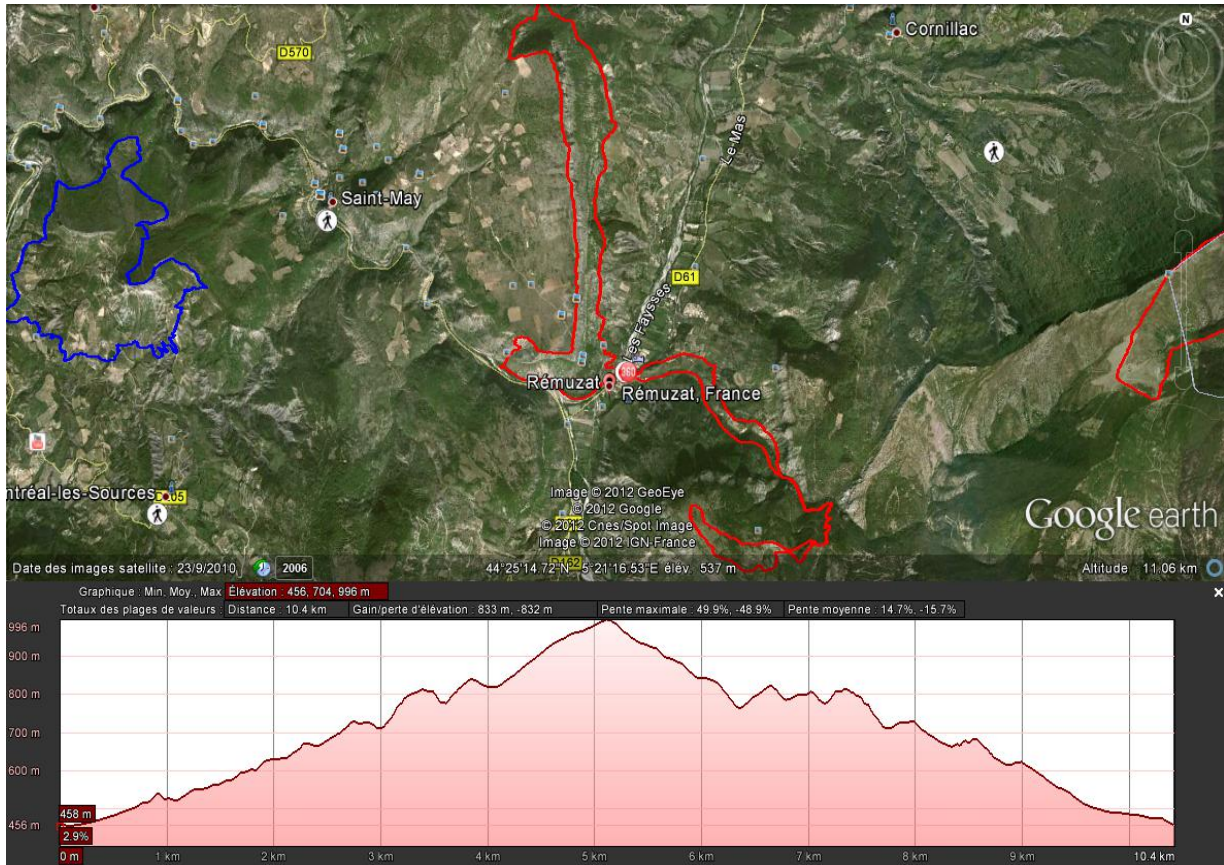 Cornillac
D570
N
Le Mas
Saint-May
D61
Les Faysses
360
Rémuzat
Rémuzat, France
ntréal-les-Sources
Image © 2012 GeoEye
© 2012 Google
© 2012 Cnes/Spot Image
Image © 2012 IGN-France
D162
Google earth
Date des images satellite : 23/9/2010
2006
44°25'14.72"N 5°21'16.53"E élév. 537 m
Altitude 11.06 km
Graphique : Min, Moy., Max Élévation : 456, 704, 996 m
Totaux des plages de valeurs : Distance : 10.4 km Gain/perte d'élévation : 833 m, -832 m Pente maximale : 49.9%, -48.9% Pente moyenne : 14.7%, -15.7%
996 m
900 m
800 m
700 m
600 m
458 m
456 m
2.9%
0 m 1 km 2 km 3 km 4 km 5 km 6 km 7 km 8 km 9 km 10.4 km